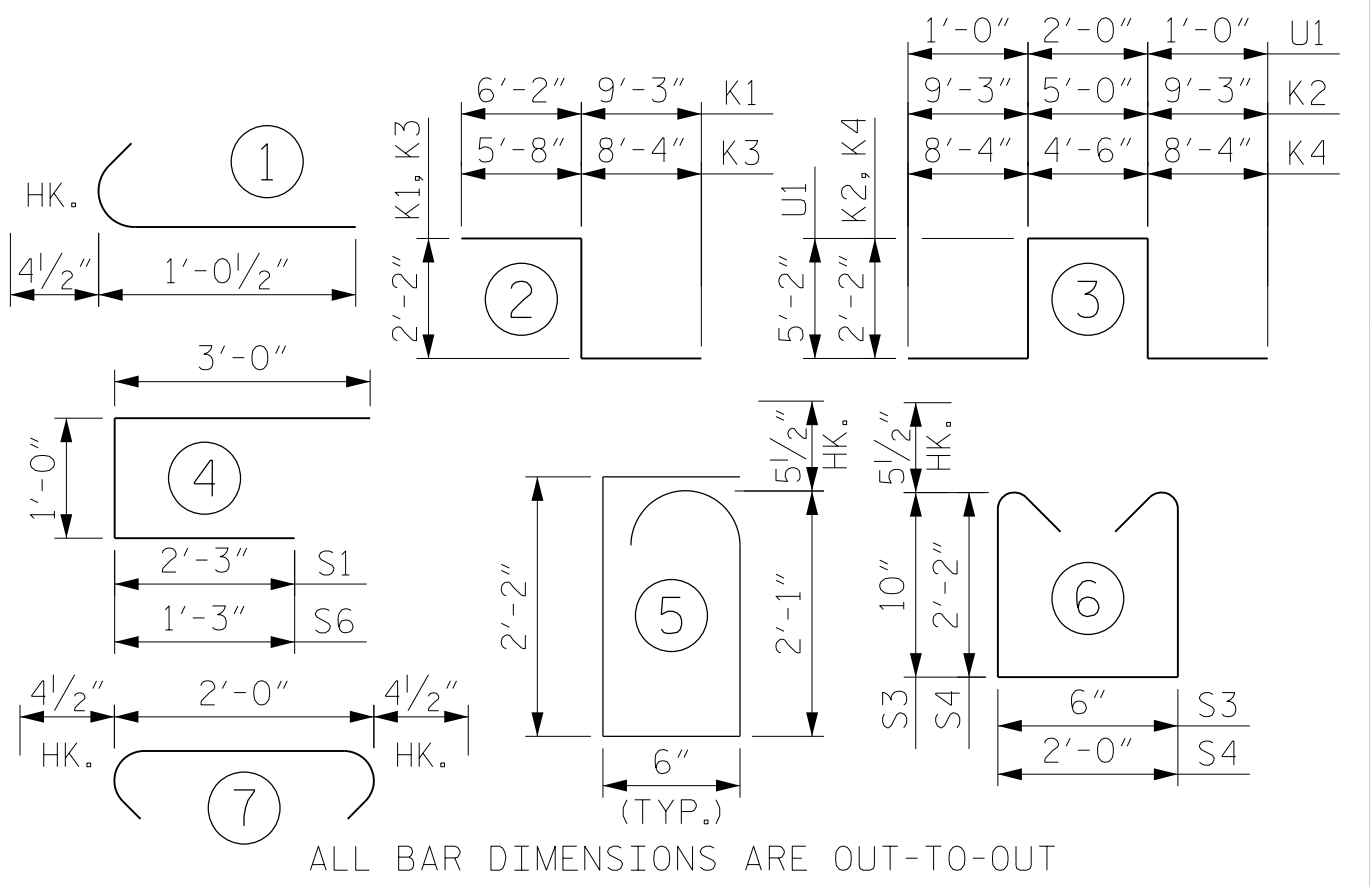 1′-0″ 2′-0″ 1′-0″ U1
6′-2″ 9′-3″ K1
9′-3″ 5′-0″ 9′-3″ K2
5′-8″ 8′-4″ K3
8′-4″ 4′-6″ 8′-4″ K4
K1, K3
U1
K2, K4
1
HK.
4½″ 1′-0½″
2′-2″
2
5′-2″
2′-2″
3
3′-0″
1′-0″
4
2′-3″ S1
1′-3″ S6
5½″
HK.
2′-2″
5
2′-1″
6″
(TYP.)
5½″
HK.
10″
2′-2″
6
S3
S4
6″ S3
2′-0″ S4
4½″ 2′-0″ 4½″
HK. HK.
7
ALL BAR DIMENSIONS ARE OUT-TO-OUT